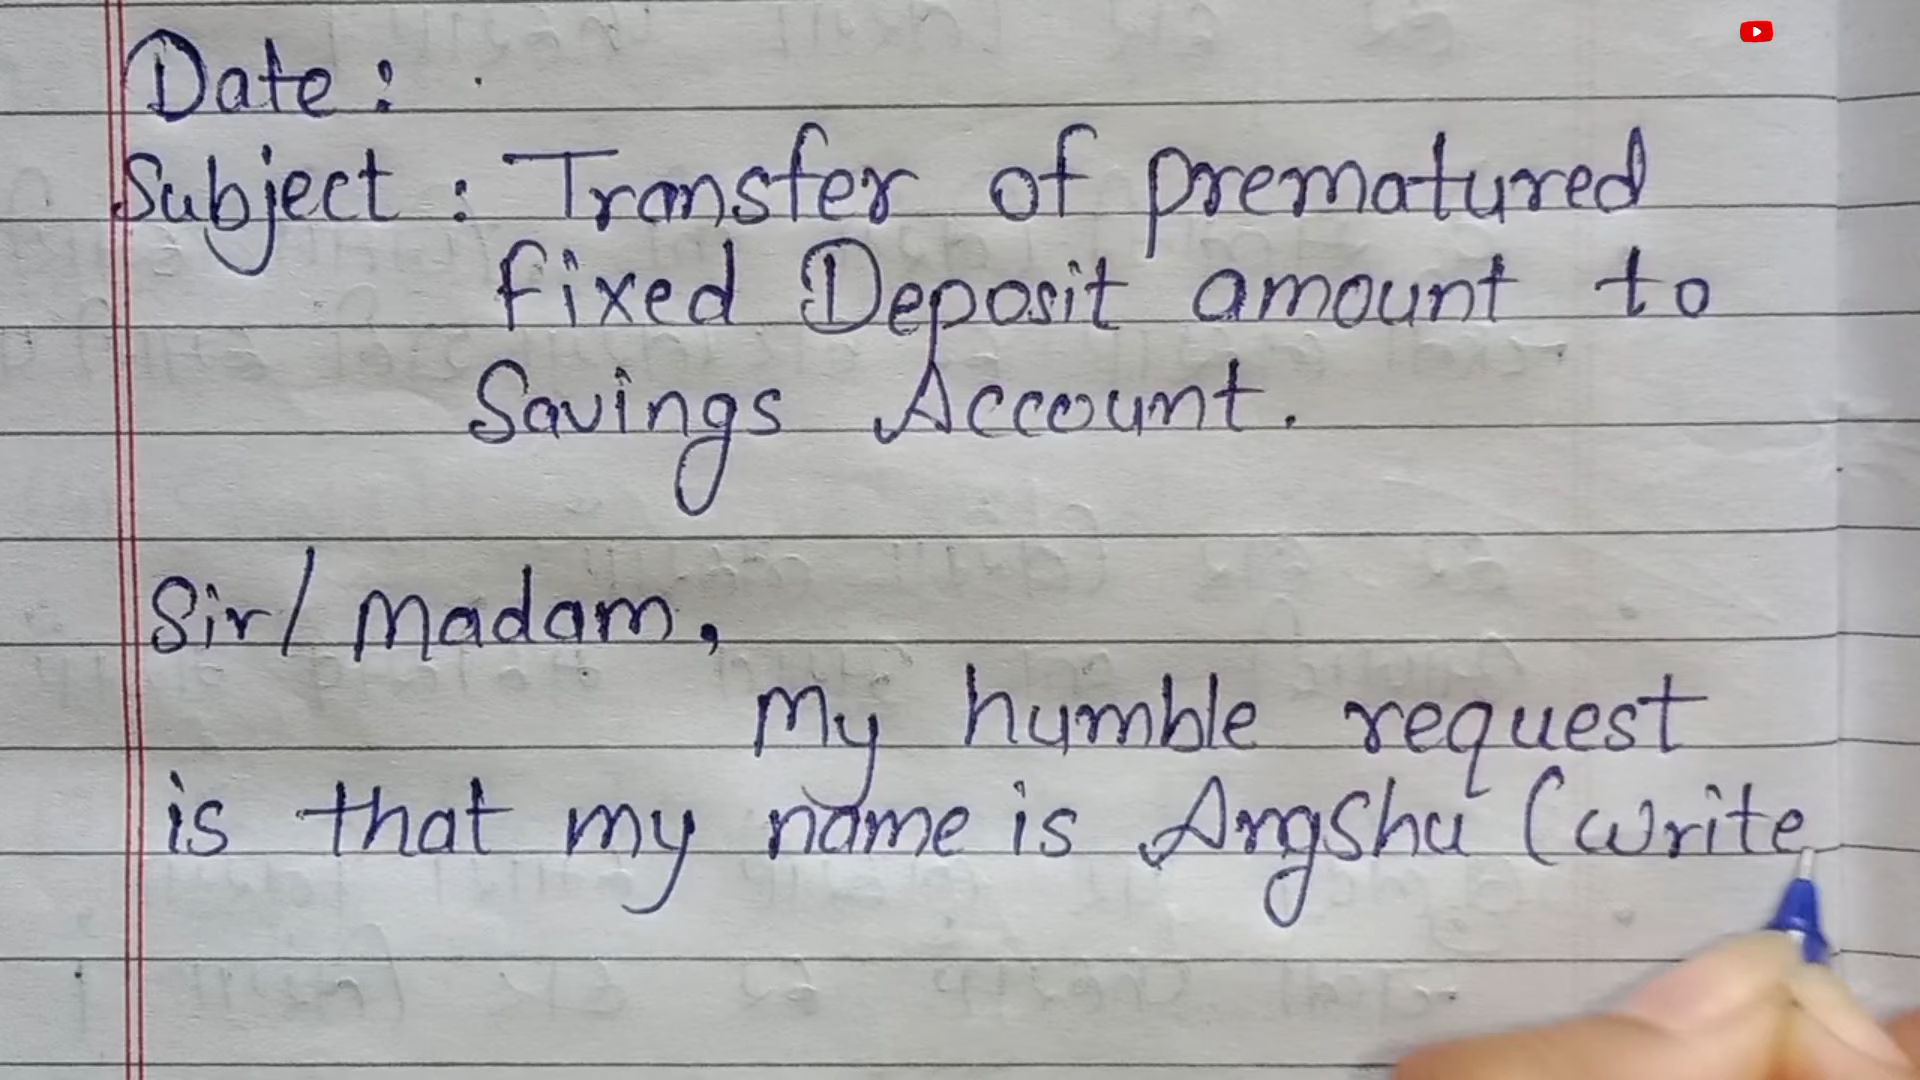 Date :
Subject : Transfer of prematured
fixed Deposit amount to
Savings Account.
Sir/ Madam,
My humble request
is that my name is Angshu (write